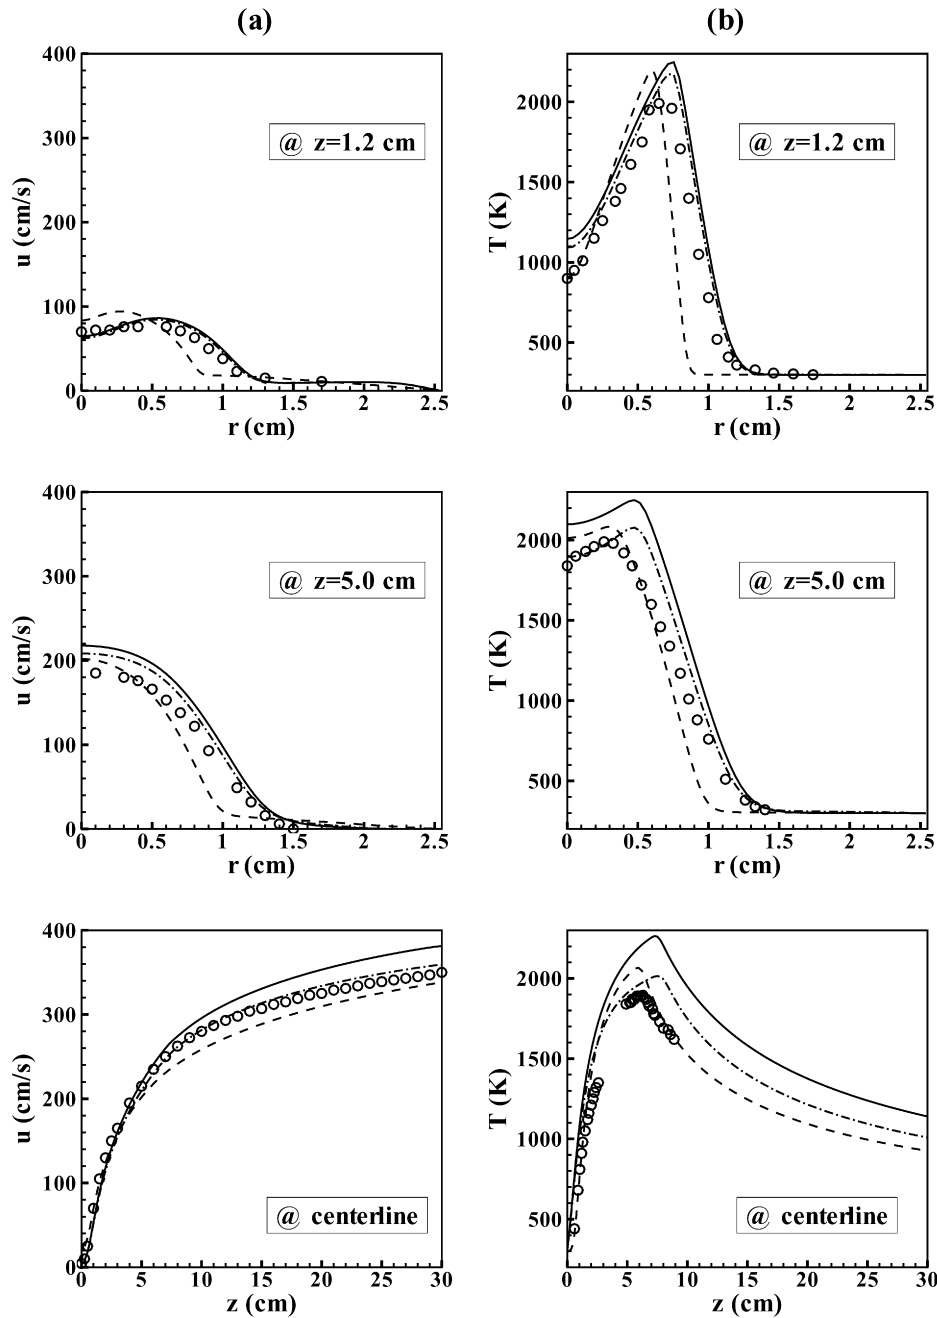 (a)
(b)
400
300
200
100
0
u (cm/s)
@ z=1.2 cm
0 0.5 1 1.5 2 2.5
r (cm)
2000
1500
1000
500
T (K)
@ z=1.2 cm
0 0.5 1 1.5 2 2.5
r (cm)
400
300
200
100
0
u (cm/s)
@ z=5.0 cm
0 0.5 1 1.5 2 2.5
r (cm)
2000
1500
1000
500
T (K)
@ z=5.0 cm
0 0.5 1 1.5 2 2.5
r (cm)
400
300
200
100
0
u (cm/s)
@ centerline
0 5 10 15 20 25 30
z (cm)
2000
1500
1000
500
T (K)
@ centerline
0 5 10 15 20 25 30
z (cm)